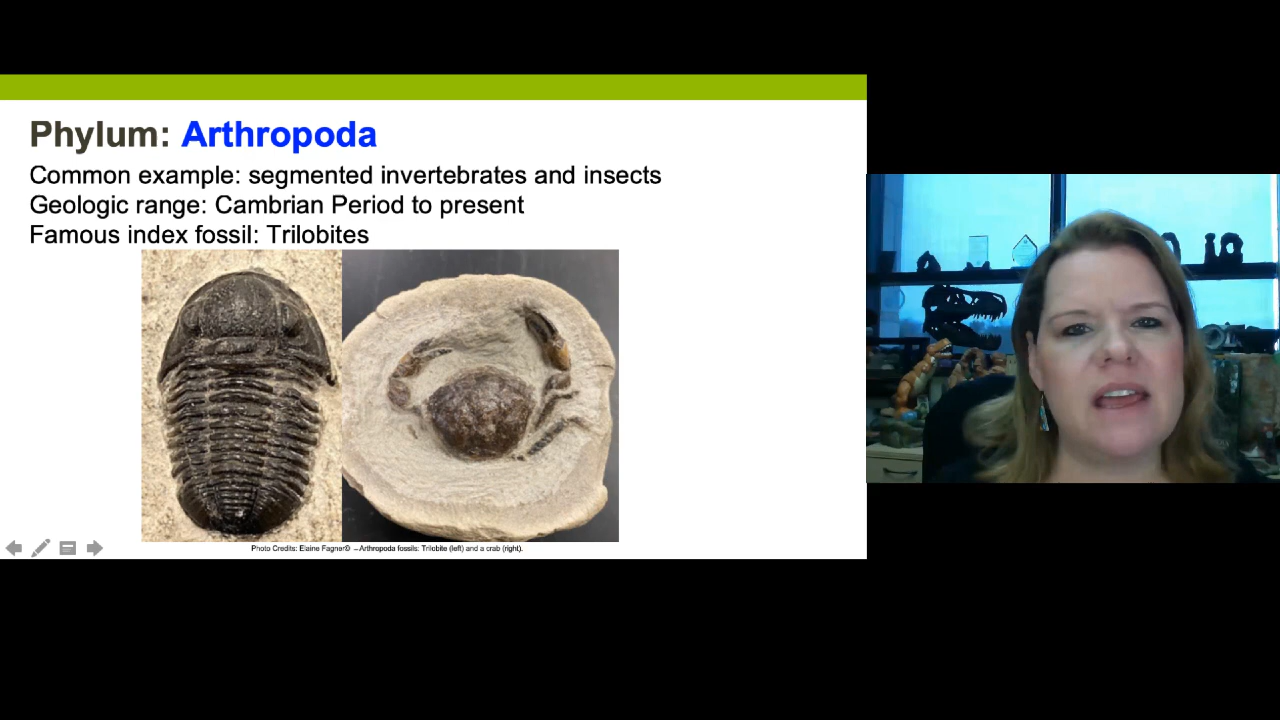 Phylum: Arthropoda
Common example: segmented invertebrates and insects
Geologic range: Cambrian Period to present
Famous index fossil: Trilobites
Photo Credits: Elaine Fagner© – Arthropoda fossils: Trilobite (left) and a crab (right).